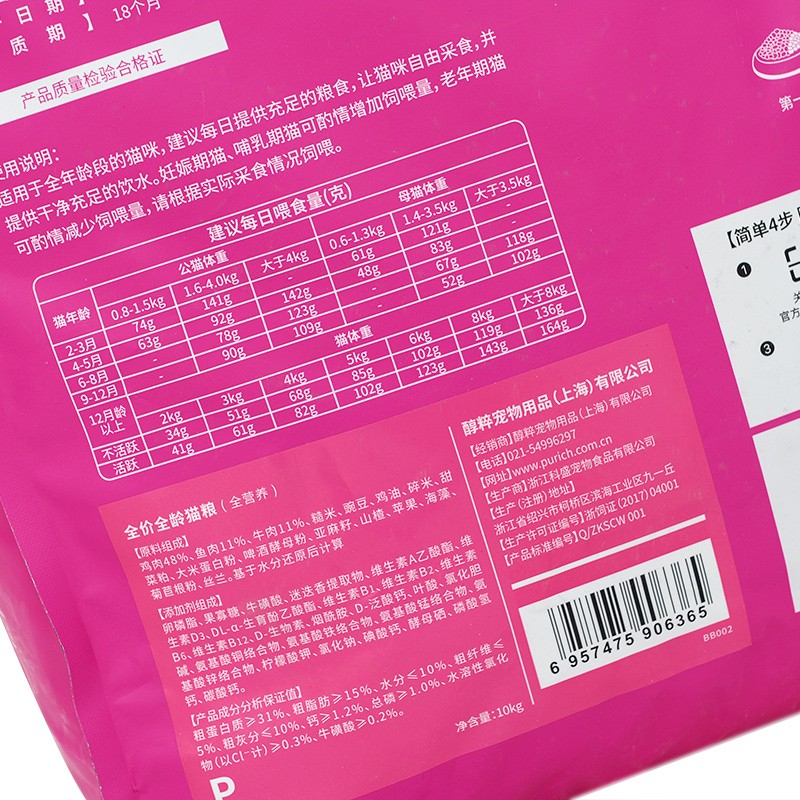 日期】
质期】 18个月
产品质量检验合格证
使用说明：
适用于全年龄段的猫咪，建议每日提供充足的粮食，让猫咪自由采食，并
提供干净充足的饮水。妊娠期猫、哺乳期猫可酌情增加饲喂量，老年期猫
可酌情减少饲喂量，请根据实际采食情况饲喂。
建议每日喂食量(克)
猫年龄 公猫体重 母猫体重
0.8-1.5kg 1.6-4.0kg 大于4kg 0.6-1.3kg 1.4-3.5kg 大于3.5kg
2-3月 74g 141g - 61g 121g -
4-5月 63g 92g 142g 48g 83g -
6-8月 - 78g 123g - 67g 118g
9-12月 - 90g 109g - 52g 102g
12月龄以上 猫体重
2kg 3kg 4kg 5kg 6kg 8kg 大于8kg
不活跃 34g 51g 68g 85g 102g 119g 136g
活跃 41g 61g 82g 102g 123g 143g 164g
全价全龄猫粮（全营养）
【原料组成】
鸡肉48%、鱼肉11%、牛肉11%、糙米、豌豆、鸡油、碎米、甜
菜粕、大米蛋白粉、啤酒酵母粉、亚麻籽、山楂、苹果、海藻、
菊苣根粉、丝兰。基于水分还原后计算
【添加剂组成】
卵磷脂、果寡糖、牛磺酸、迷迭香提取物、维生素A乙酸酯、维
生素D3、DL-α-生育酚乙酸酯、维生素B1、维生素B2、维生素
B6、维生素B12、D-生物素、烟酰胺、D-泛酸钙、叶酸、氯化胆
碱、氨基酸铜络合物、氨基酸铁络合物、氨基酸锰络合物、氨
基酸锌络合物、柠檬酸钾、氯化钠、碘酸钙、酵母硒、磷酸氢
钙、碳酸钙。
【产品成分分析保证值】
粗蛋白质≥31%、粗脂肪≥15%、水分≤10%、粗纤维≤
5%、粗灰分≤10%、钙≥1.2%、总磷≥1.0%、水溶性氯化
物（以Cl⁻计）≥0.3%、牛磺酸≥0.2%。
净含量：10kg
P
醇粹宠物用品（上海）有限公司
【经销商】醇粹宠物用品（上海）有限公司
【电话】021-54996297
【网址】www.purich.com.cn
【生产商】浙江科盛宠物食品有限公司
【生产（注册）地址】
浙江省绍兴市柯桥区滨海工业区九一丘
【生产许可证编号】浙饲证(2017)04001
【产品标准编号】Q/ZKSCW 001
6 957475 906365
BB002
第一
【简单4步
1
关
官方
3